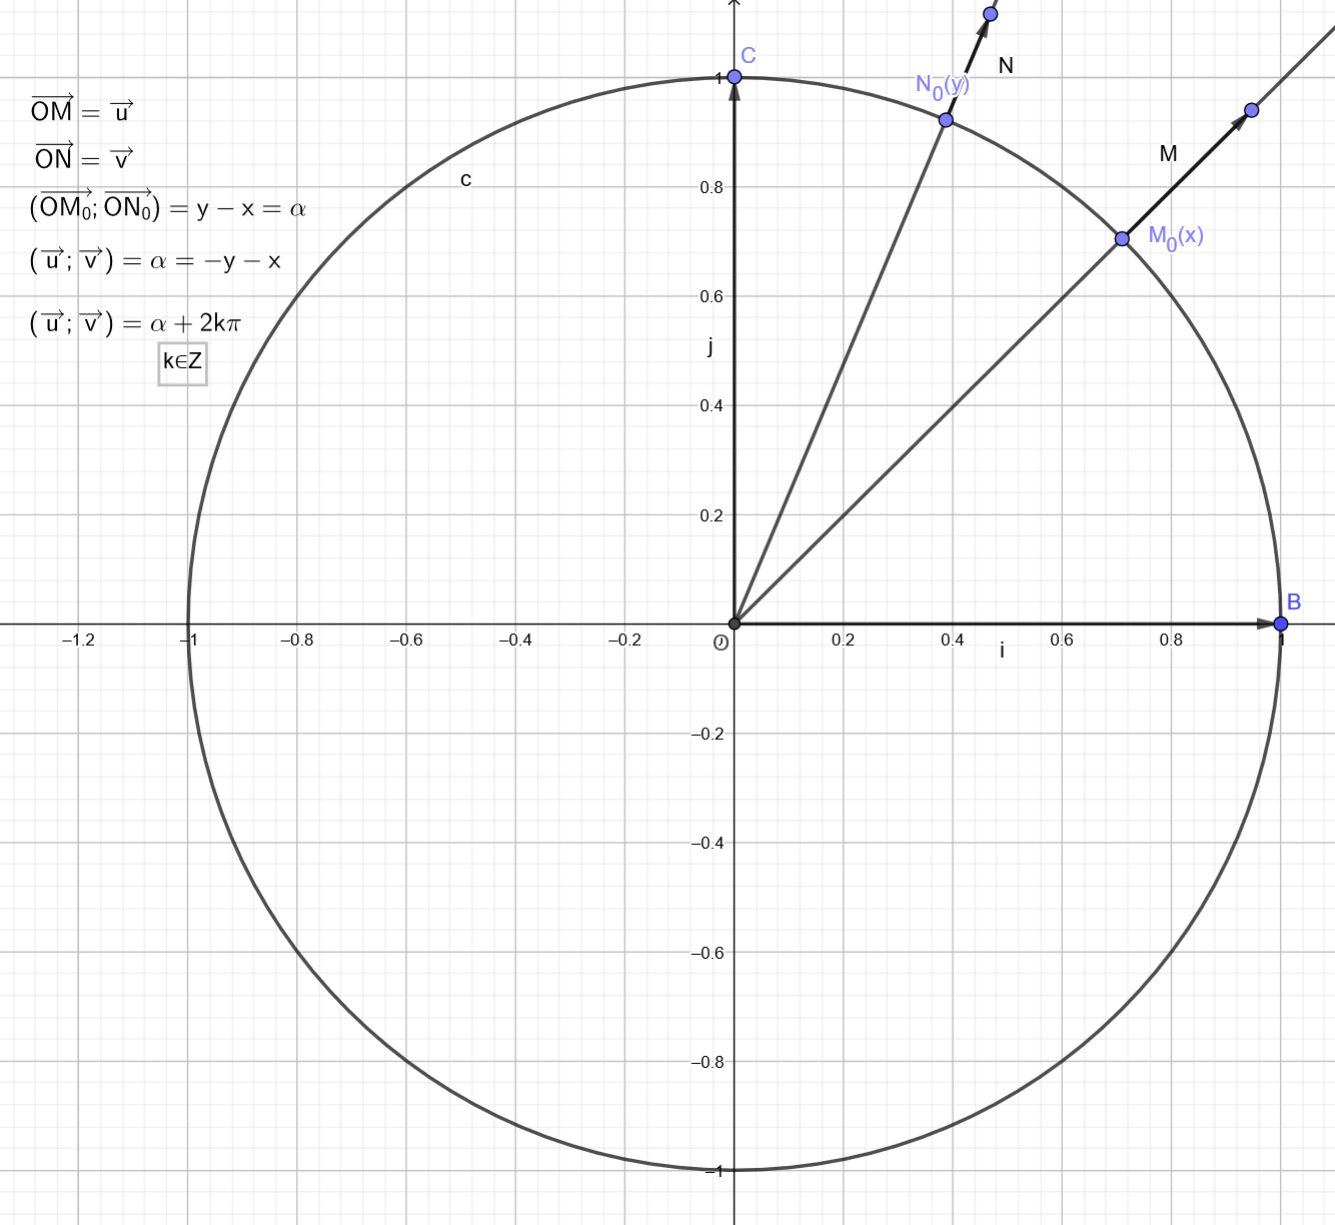 C
1
N
N₀(y)
OM⃗ = u⃗
M
ON⃗ = v⃗
c
0.8
(OM₀⃗; ON₀⃗) = y − x = α
M₀(x)
(u⃗; v⃗) = α = −y − x
0.6
(u⃗; v⃗) = α + 2kπ
j
k∈Z
0.4
0.2
B
−1.2 −1 −0.8 −0.6 −0.4 −0.2 O 0.2 0.4 0.6 0.8 1
i
−0.2
−0.4
−0.6
−0.8
−1